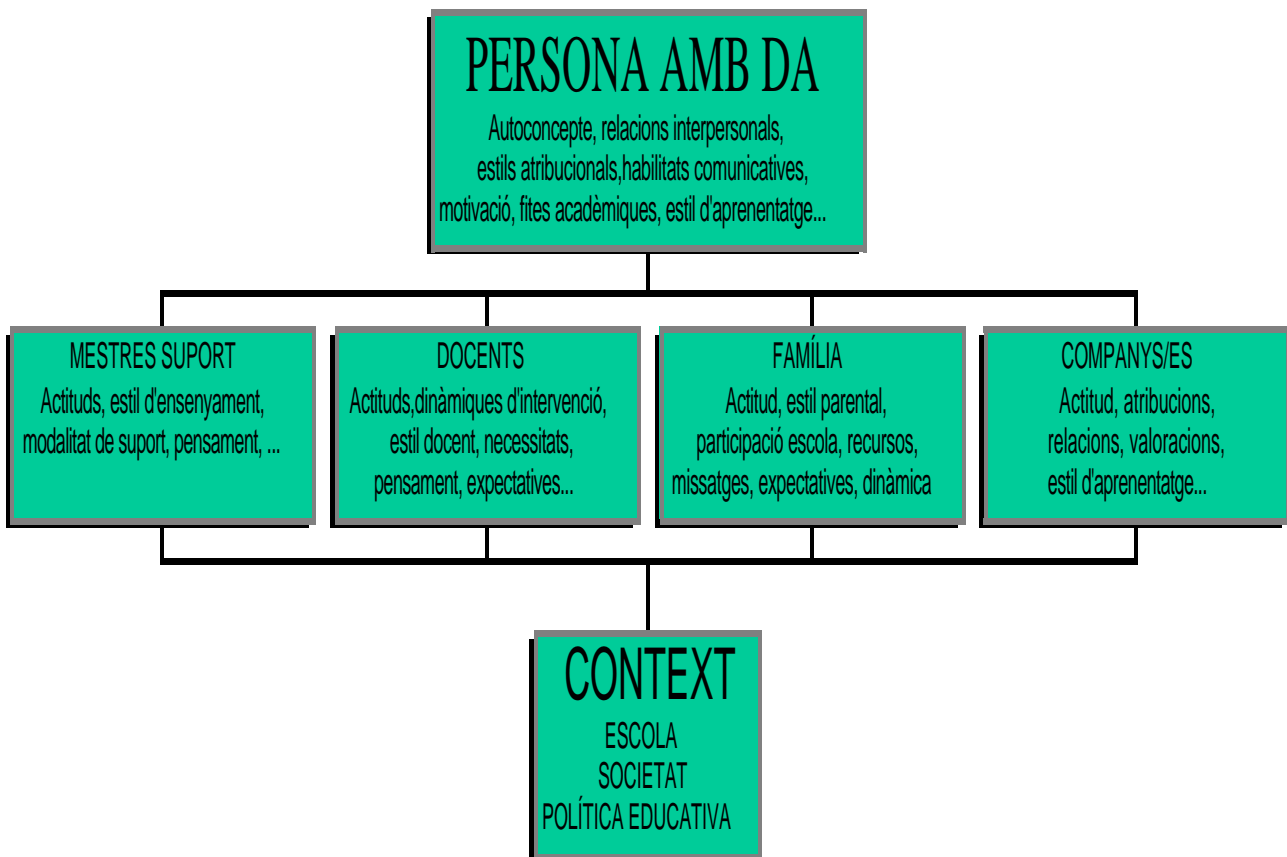 PERSONA AMB DA
Autoconcepte, relacions interpersonals,
estils atribucionals,habilitats comunicatives,
motivació, fites acadèmiques, estil d'aprenentatge...
MESTRES SUPORT
Actituds, estil d'ensenyament,
modalitat de suport, pensament, ...
DOCENTS
Actituds,dinàmiques d'intervenció,
estil docent, necessitats,
pensament, expectatives...
FAMÍLIA
Actitud, estil parental,
participació escola, recursos,
missatges, expectatives, dinàmica
COMPANYS/ES
Actitud, atribucions,
relacions, valoracions,
estil d'aprenentatge...
CONTEXT
ESCOLA
SOCIETAT
POLÍTICA EDUCATIVA